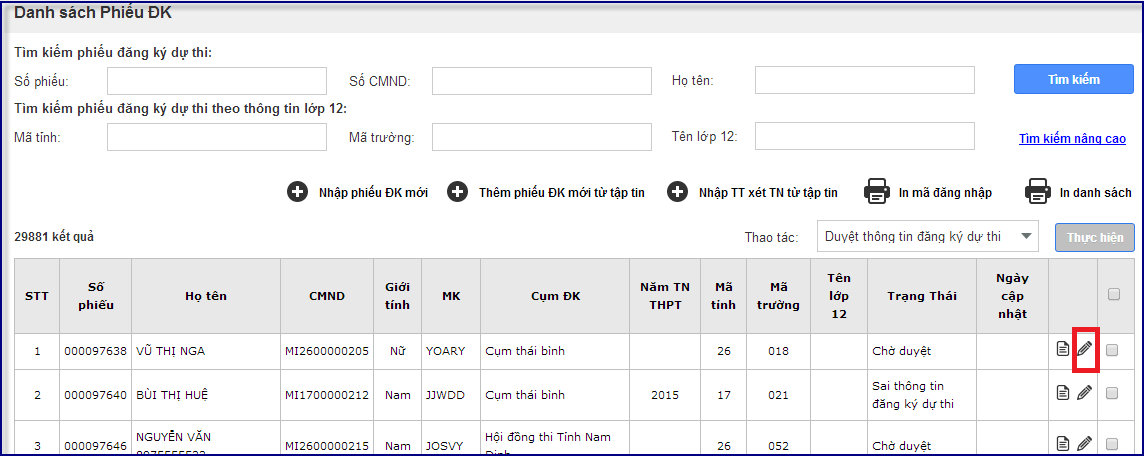 Danh sách Phiếu ĐK
Tìm kiếm phiếu đăng ký dự thi:
Số phiếu: Số CMND: Họ tên: Tìm kiếm
Tìm kiếm phiếu đăng ký dự thi theo thông tin lớp 12:
Mã tỉnh: Mã trường: Tên lớp 12: Tìm kiếm nâng cao
Nhập phiếu ĐK mới Thêm phiếu ĐK mới từ tập tin Nhập TT xét TN từ tập tin In mã đăng nhập In danh sách
29881 kết quả Thao tác: Duyệt thông tin đăng ký dự thi Thực hiện
STT Số phiếu Họ tên CMND Giới tính MK Cụm ĐK Năm TN THPT Mã tỉnh Mã trường Tên lớp 12 Trạng Thái Ngày cập nhật
1 000097638 VŨ THỊ NGA MI2600000205 Nữ YOARY Cụm thái bình 26 018 Chờ duyệt
2 000097640 BÙI THỊ HUỆ MI1700000212 Nam JJWDD Cụm thái bình 2015 17 021 Sai thông tin đăng ký dự thi
3 000097646 NGUYỄN VĂN MI2600000215 Nam JOSVY Hội đồng thi Tỉnh Nam 26 052 Chờ duyệt